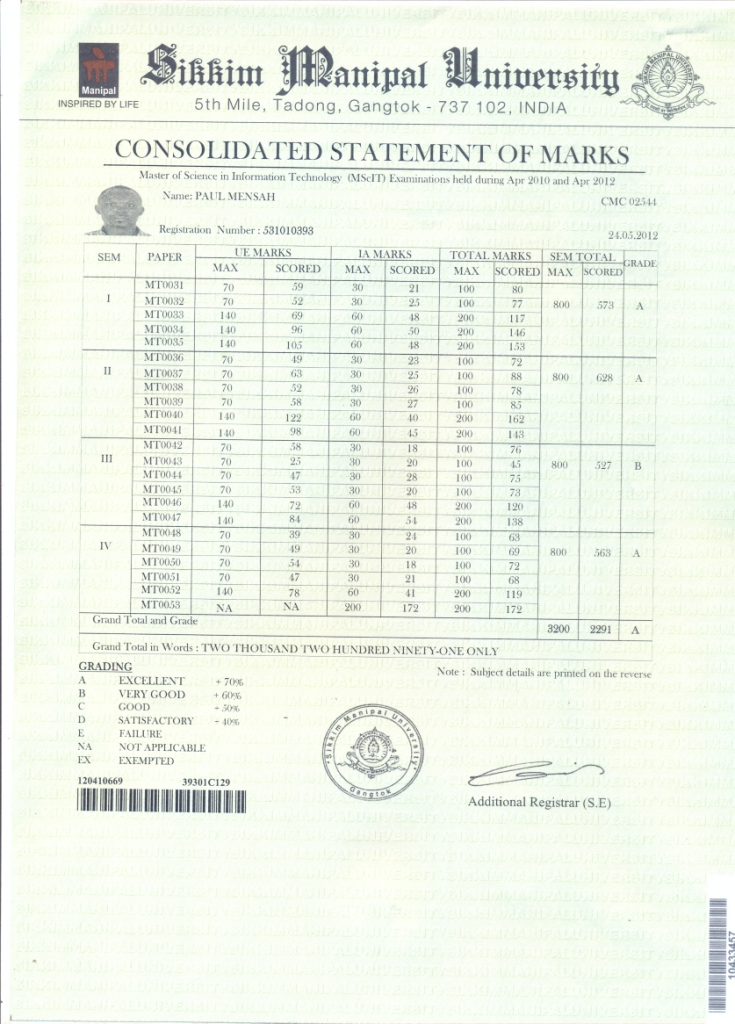 Manipal
INSPIRED BY LIFE
Sikkim Manipal University
5th Mile, Tadong, Gangtok - 737 102, INDIA
CONSOLIDATED STATEMENT OF MARKS
Master of Science in Information Technology (MScIT) Examinations held during Apr 2010 and Apr 2012
Name: PAUL MENSAH
CMC 02544
Registration Number : 531010393
24.05.2012
SEM PAPER UE MARKS IA MARKS TOTAL MARKS SEM TOTAL GRADE
MAX SCORED MAX SCORED MAX SCORED MAX SCORED
I MT0031 70 59 30 21 100 80 800 573 A
MT0032 70 52 30 25 100 77
MT0033 140 69 60 48 200 117
MT0034 140 96 60 50 200 146
MT0035 140 105 60 48 200 153
II MT0036 70 49 30 23 100 72 800 628 A
MT0037 70 63 30 25 100 88
MT0038 70 52 30 26 100 78
MT0039 70 58 30 27 100 85
MT0040 140 122 60 40 200 162
MT0041 140 98 60 45 200 143
III MT0042 70 58 30 18 100 76 800 527 B
MT0043 70 25 30 20 100 45
MT0044 70 47 30 28 100 75
MT0045 70 53 30 20 100 73
MT0046 140 72 60 48 200 120
MT0047 140 84 60 54 200 138
IV MT0048 70 39 30 24 100 63 800 563 A
MT0049 70 49 30 20 100 69
MT0050 70 54 30 18 100 72
MT0051 70 47 30 21 100 68
MT0052 140 78 60 41 200 119
MT0053 NA NA 200 172 200 172
Grand Total and Grade 3200 2291 A
Grand Total in Words : TWO THOUSAND TWO HUNDRED NINETY-ONE ONLY
GRADING
Note : Subject details are printed on the reverse
A EXCELLENT + 70%
B VERY GOOD + 60%
C GOOD + 50%
D SATISFACTORY + 40%
E FAILURE
NA NOT APPLICABLE
EX EXEMPTED
Sikkim Manipal University
Gangtok
120410669 39301C129
Additional Registrar (S.E)
10433457